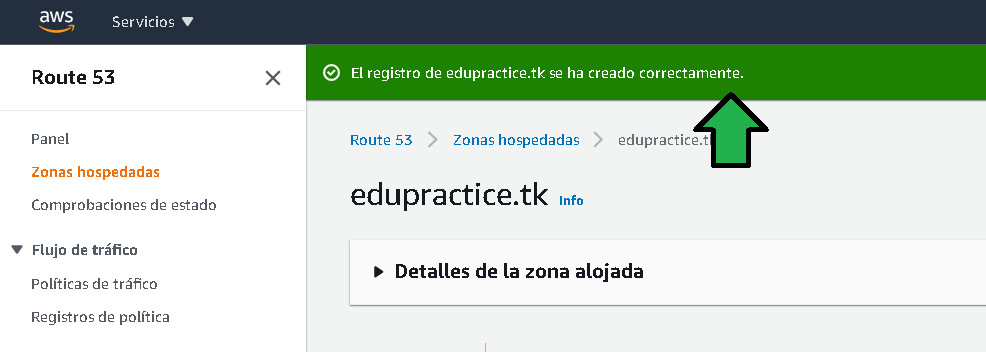 aws
Servicios
Route 53
El registro de edupractice.tk se ha creado correctamente.
Panel
Zonas hospedadas
Comprobaciones de estado
Flujo de tráfico
Políticas de tráfico
Registros de política
Route 53 > Zonas hospedadas > edupractice.t
edupractice.tk Info
Detalles de la zona alojada